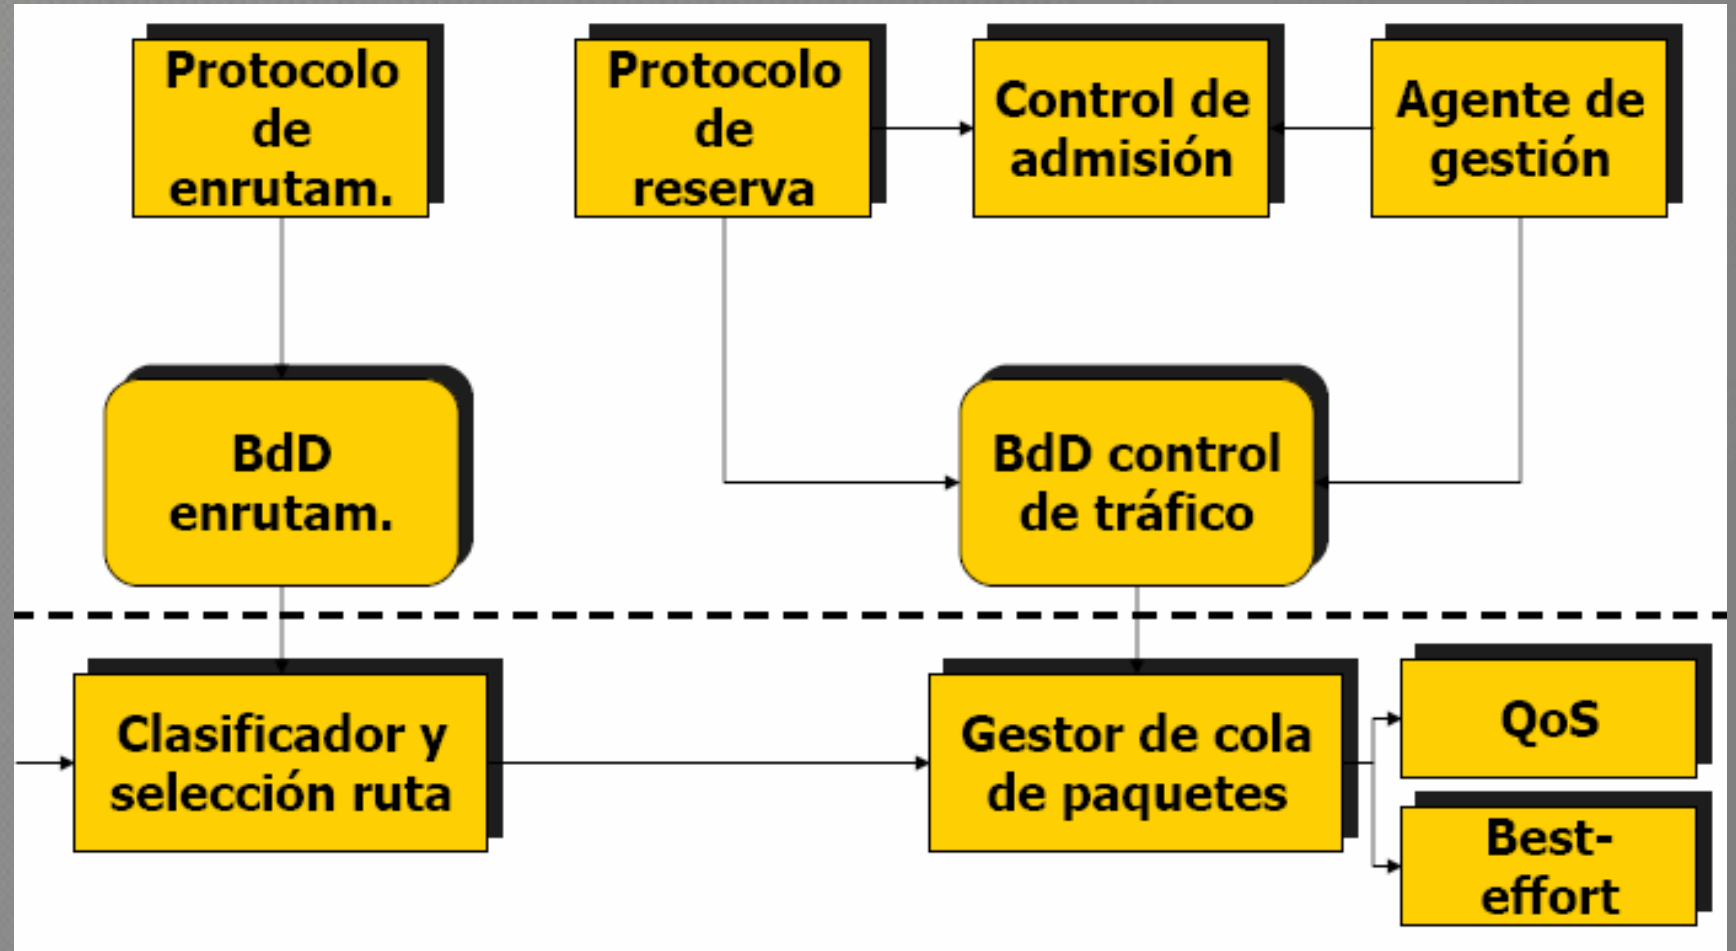 Protocolo
de
enrutam.
Protocolo
de
reserva
Control de
admisión
Agente de
gestión
BdD
enrutam.
BdD control
de tráfico
Clasificador y
selección ruta
Gestor de cola
de paquetes
QoS
Best-
effort